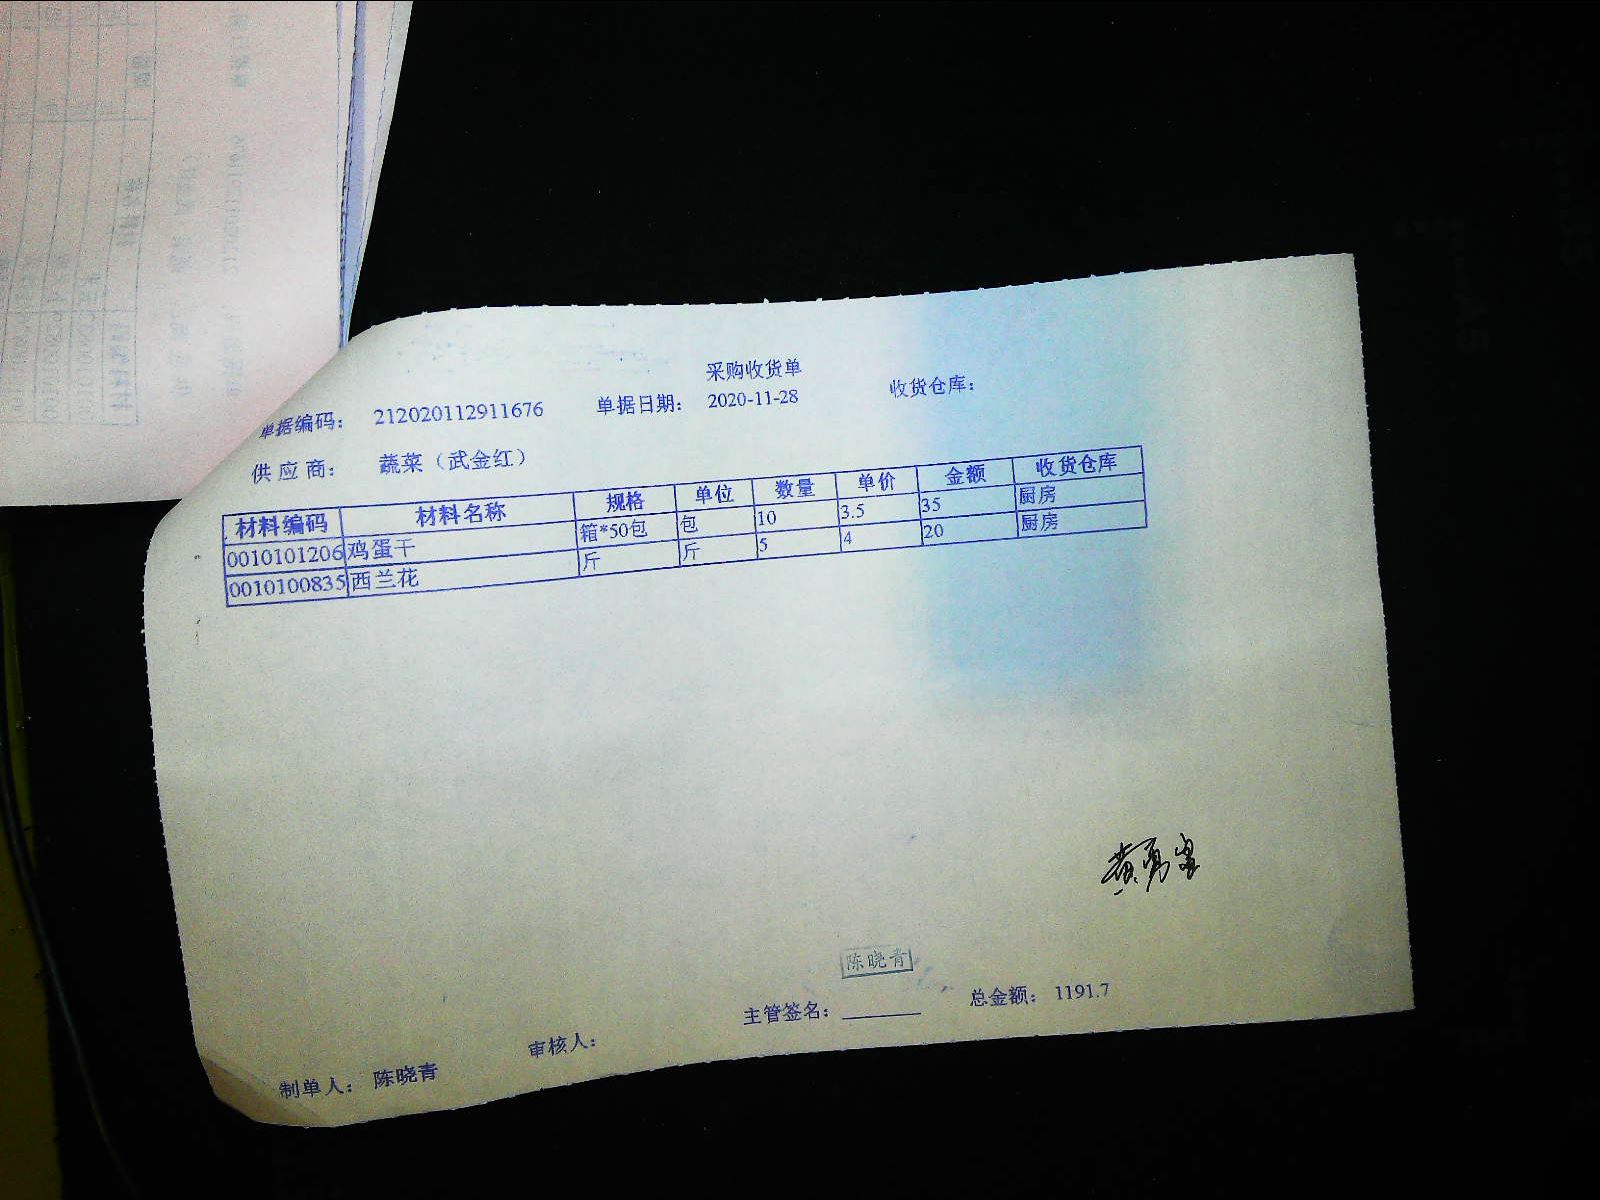 采购收货单
单据编码： 212020112911676 单据日期： 2020-11-28 收货仓库：
供 应 商： 蔬菜（武金红）
材料编码 材料名称 规格 单位 数量 单价 金额 收货仓库
0010101206 鸡蛋干 箱*50包 包 10 3.5 35 厨房
0010100835 西兰花 斤 斤 5 4 20 厨房
陈晓青
制单人： 陈晓青 审核人： 主管签名： 总金额： 1191.7